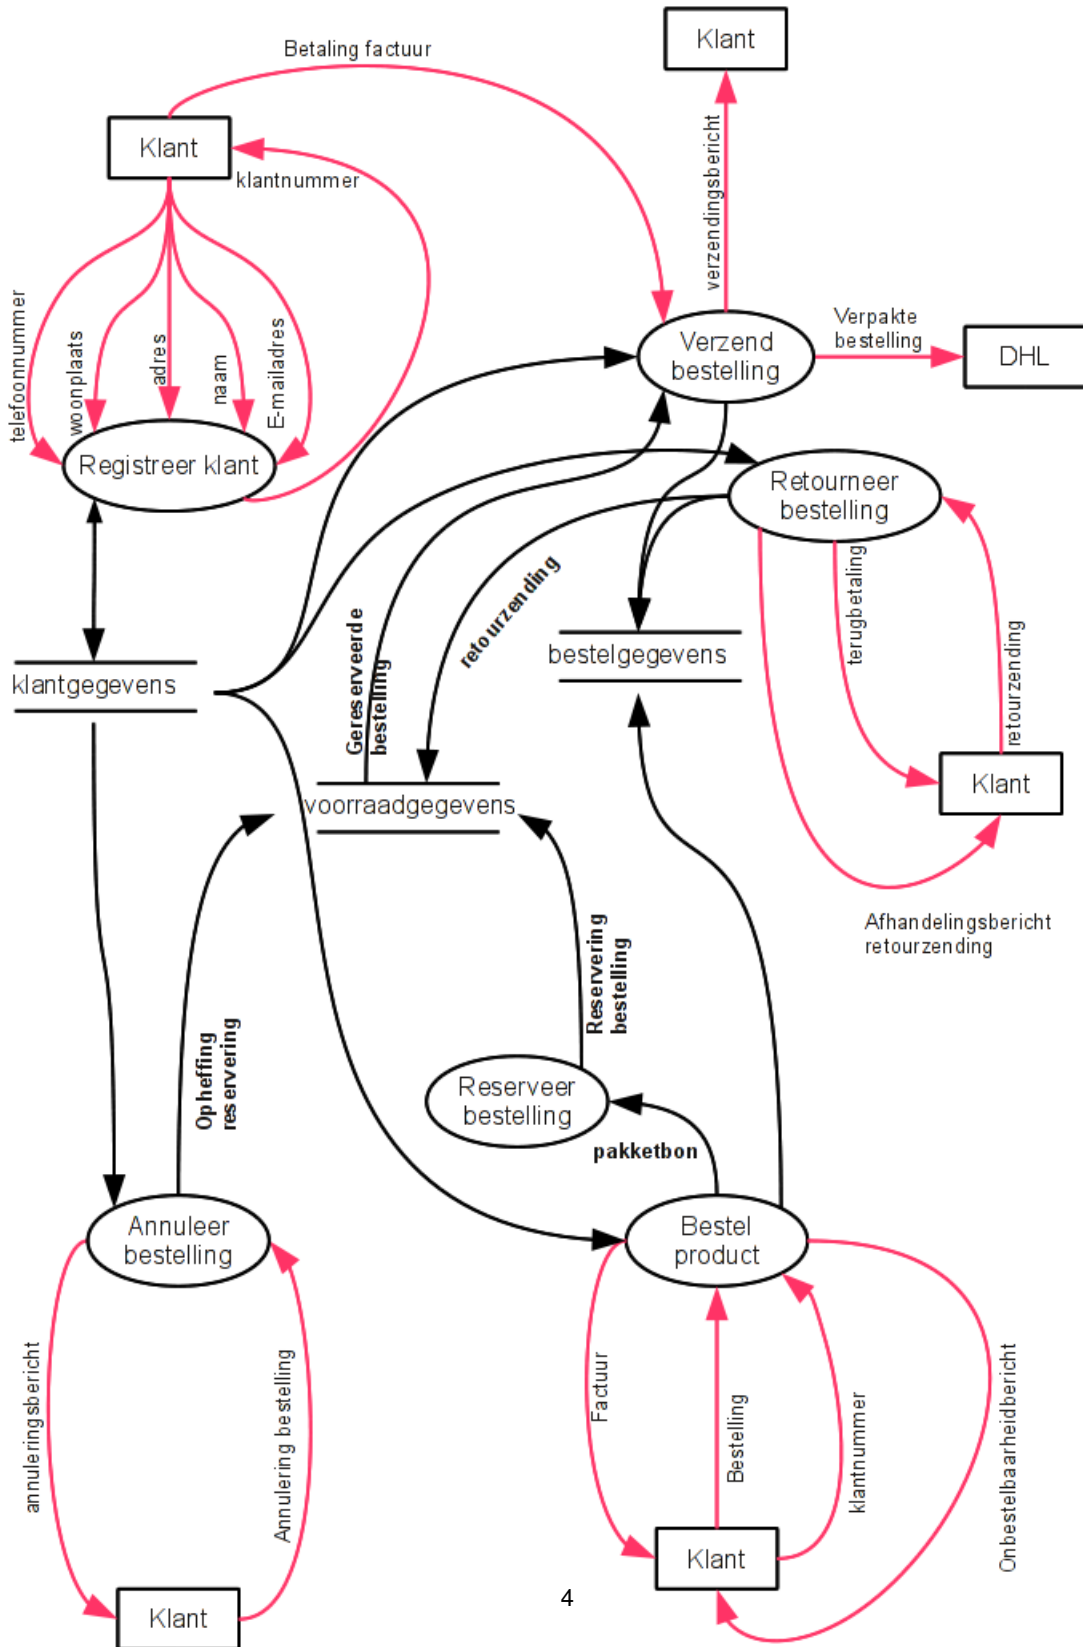 Klant
Betaling factuur
Klant
klantnummer
verzendingsbericht
telefoonnummer
woonplaats
adres
naam
E-mailadres
Verzend
bestelling
Verpakte
bestelling
DHL
Registreer klant
Retourneer
bestelling
retourzending
Gereserveerde
bestelling
terugbetaling
retourzending
klantgegevens
bestelgegevens
voorraadgegevens
Klant
Afhandelingsbericht
retourzending
Reservering
bestelling
Opheffing
reservering
Reserveer
bestelling
pakketbon
Annuleer
bestelling
Bestel
product
annuleringsbericht
Annulering bestelling
Factuur
Bestelling
klantnummer
Onbestelbaarheidbericht
Klant
Klant
4